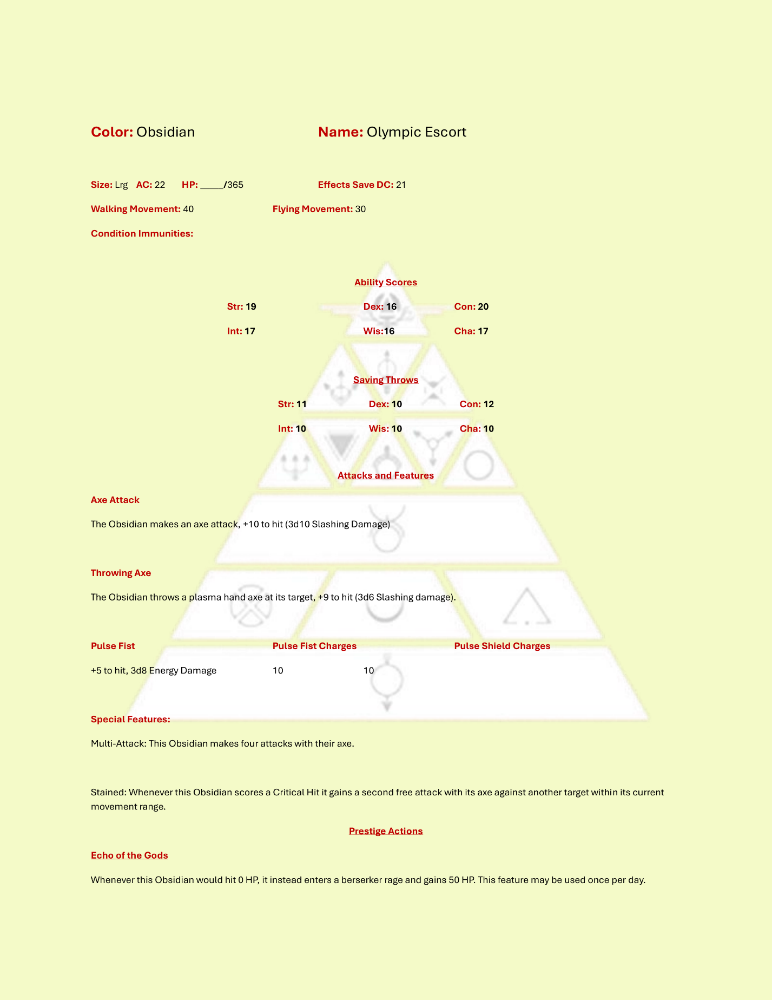 Color: Obsidian Name: Olympic Escort
Size: Lrg AC: 22 HP: _____/365 Effects Save DC: 21
Walking Movement: 40 Flying Movement: 30
Condition Immunities:
Ability Scores
Str: 19 Dex: 16 Con: 20
Int: 17 Wis:16 Cha: 17
Saving Throws
Str: 11 Dex: 10 Con: 12
Int: 10 Wis: 10 Cha: 10
Attacks and Features
Axe Attack
The Obsidian makes an axe attack, +10 to hit (3d10 Slashing Damage)
Throwing Axe
The Obsidian throws a plasma hand axe at its target, +9 to hit (3d6 Slashing damage).
Pulse Fist Pulse Fist Charges Pulse Shield Charges
+5 to hit, 3d8 Energy Damage 10 10
Special Features:
Multi-Attack: This Obsidian makes four attacks with their axe.
Stained: Whenever this Obsidian scores a Critical Hit it gains a second free attack with its axe against another target within its current
movement range.
Prestige Actions
Echo of the Gods
Whenever this Obsidian would hit 0 HP, it instead enters a berserker rage and gains 50 HP. This feature may be used once per day.